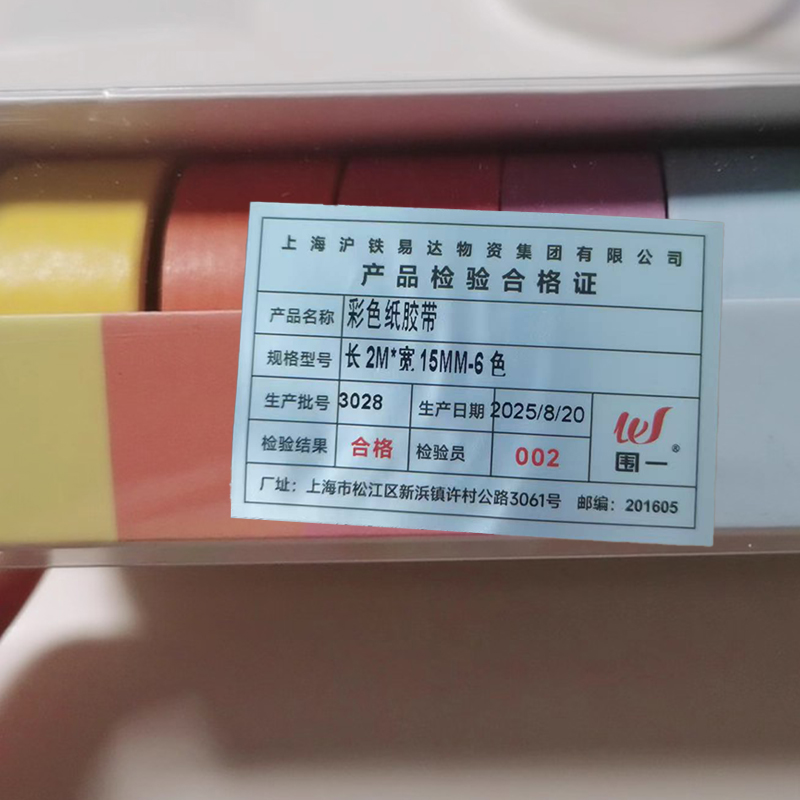 上海沪铁易达物资集团有限公司
产品检验合格证
产品名称 彩色纸胶带
规格型号 长2M*宽15MM-6色
生产批号 3028 生产日期 2025/8/20
检验结果 合格 检验员 002
围一®
厂址：上海市松江区新浜镇许村公路3061号 邮编：201605